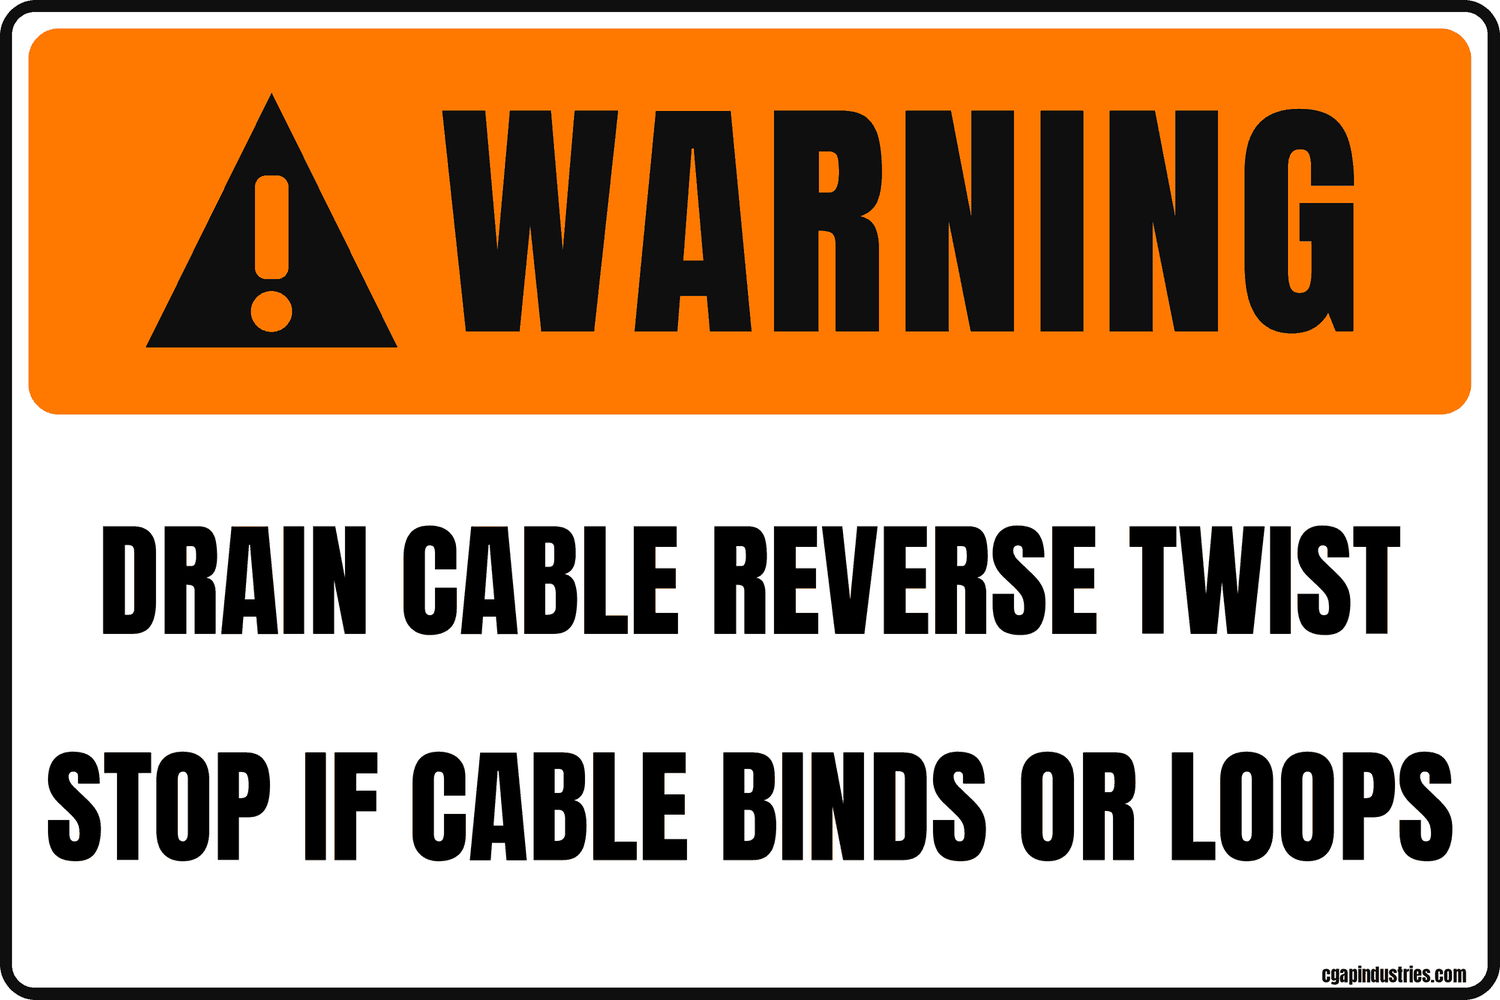 WARNING
DRAIN CABLE REVERSE TWIST
STOP IF CABLE BINDS OR LOOPS
cgapindustries.com